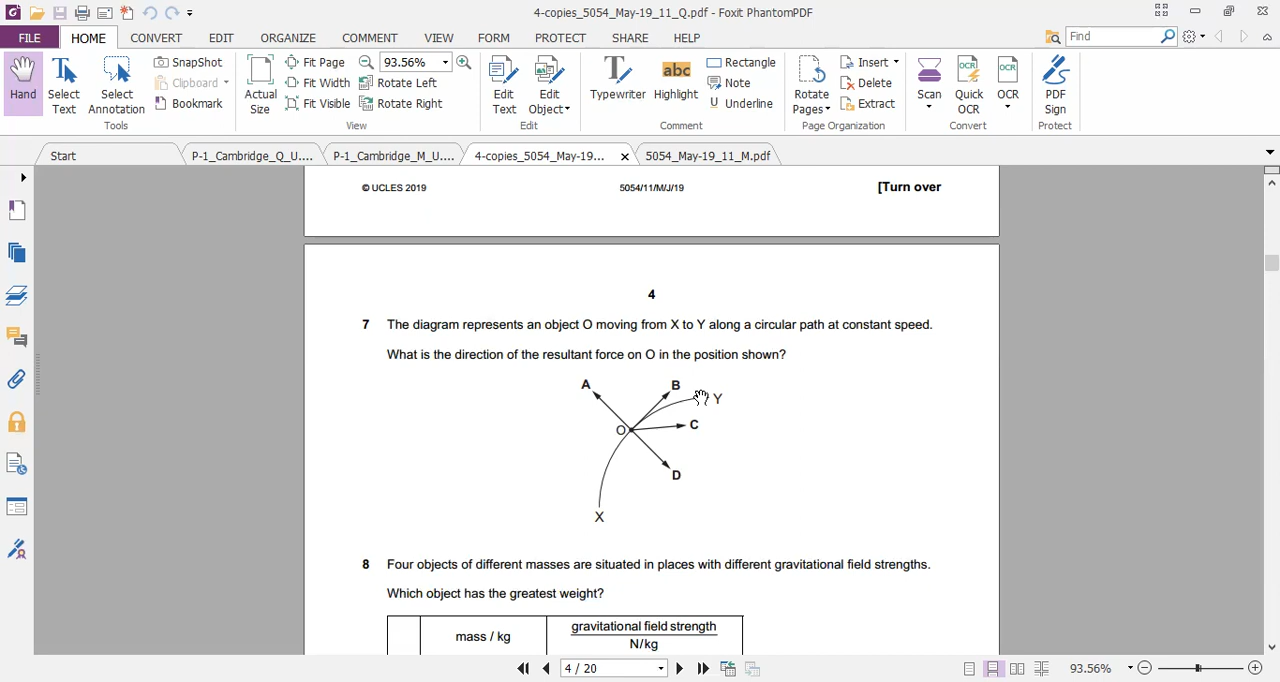 4-copies_5054_May-19_11_Q.pdf - Foxit PhantomPDF
FILE HOME CONVERT EDIT ORGANIZE COMMENT VIEW FORM PROTECT SHARE HELP Find
Hand
Select Text
Select Annotation
SnapShot
Clipboard
Bookmark
Tools
Actual Size
Fit Page
Fit Width
Fit Visible
93.56%
Rotate Left
Rotate Right
View
Edit Text
Edit Object
Edit
Typewriter
abc
Highlight
Rectangle
Note
U Underline
Comment
Rotate Pages
Insert
Delete
Extract
Page Organization
Scan
OCR
Quick OCR
OCR
OCR
Convert
PDF Sign
Protect
Start P-1_Cambridge_Q_U.... P-1_Cambridge_M_U.... 4-copies_5054_May-19... 5054_May-19_11_M.pdf
© UCLES 2019 5054/11/M/J/19 [Turn over
4
7 The diagram represents an object O moving from X to Y along a circular path at constant speed.
What is the direction of the resultant force on O in the position shown?
A B
Y
C
O
D
X
8 Four objects of different masses are situated in places with different gravitational field strengths.
Which object has the greatest weight?
mass / kg
gravitational field strength
N/kg
4 / 20 93.56%